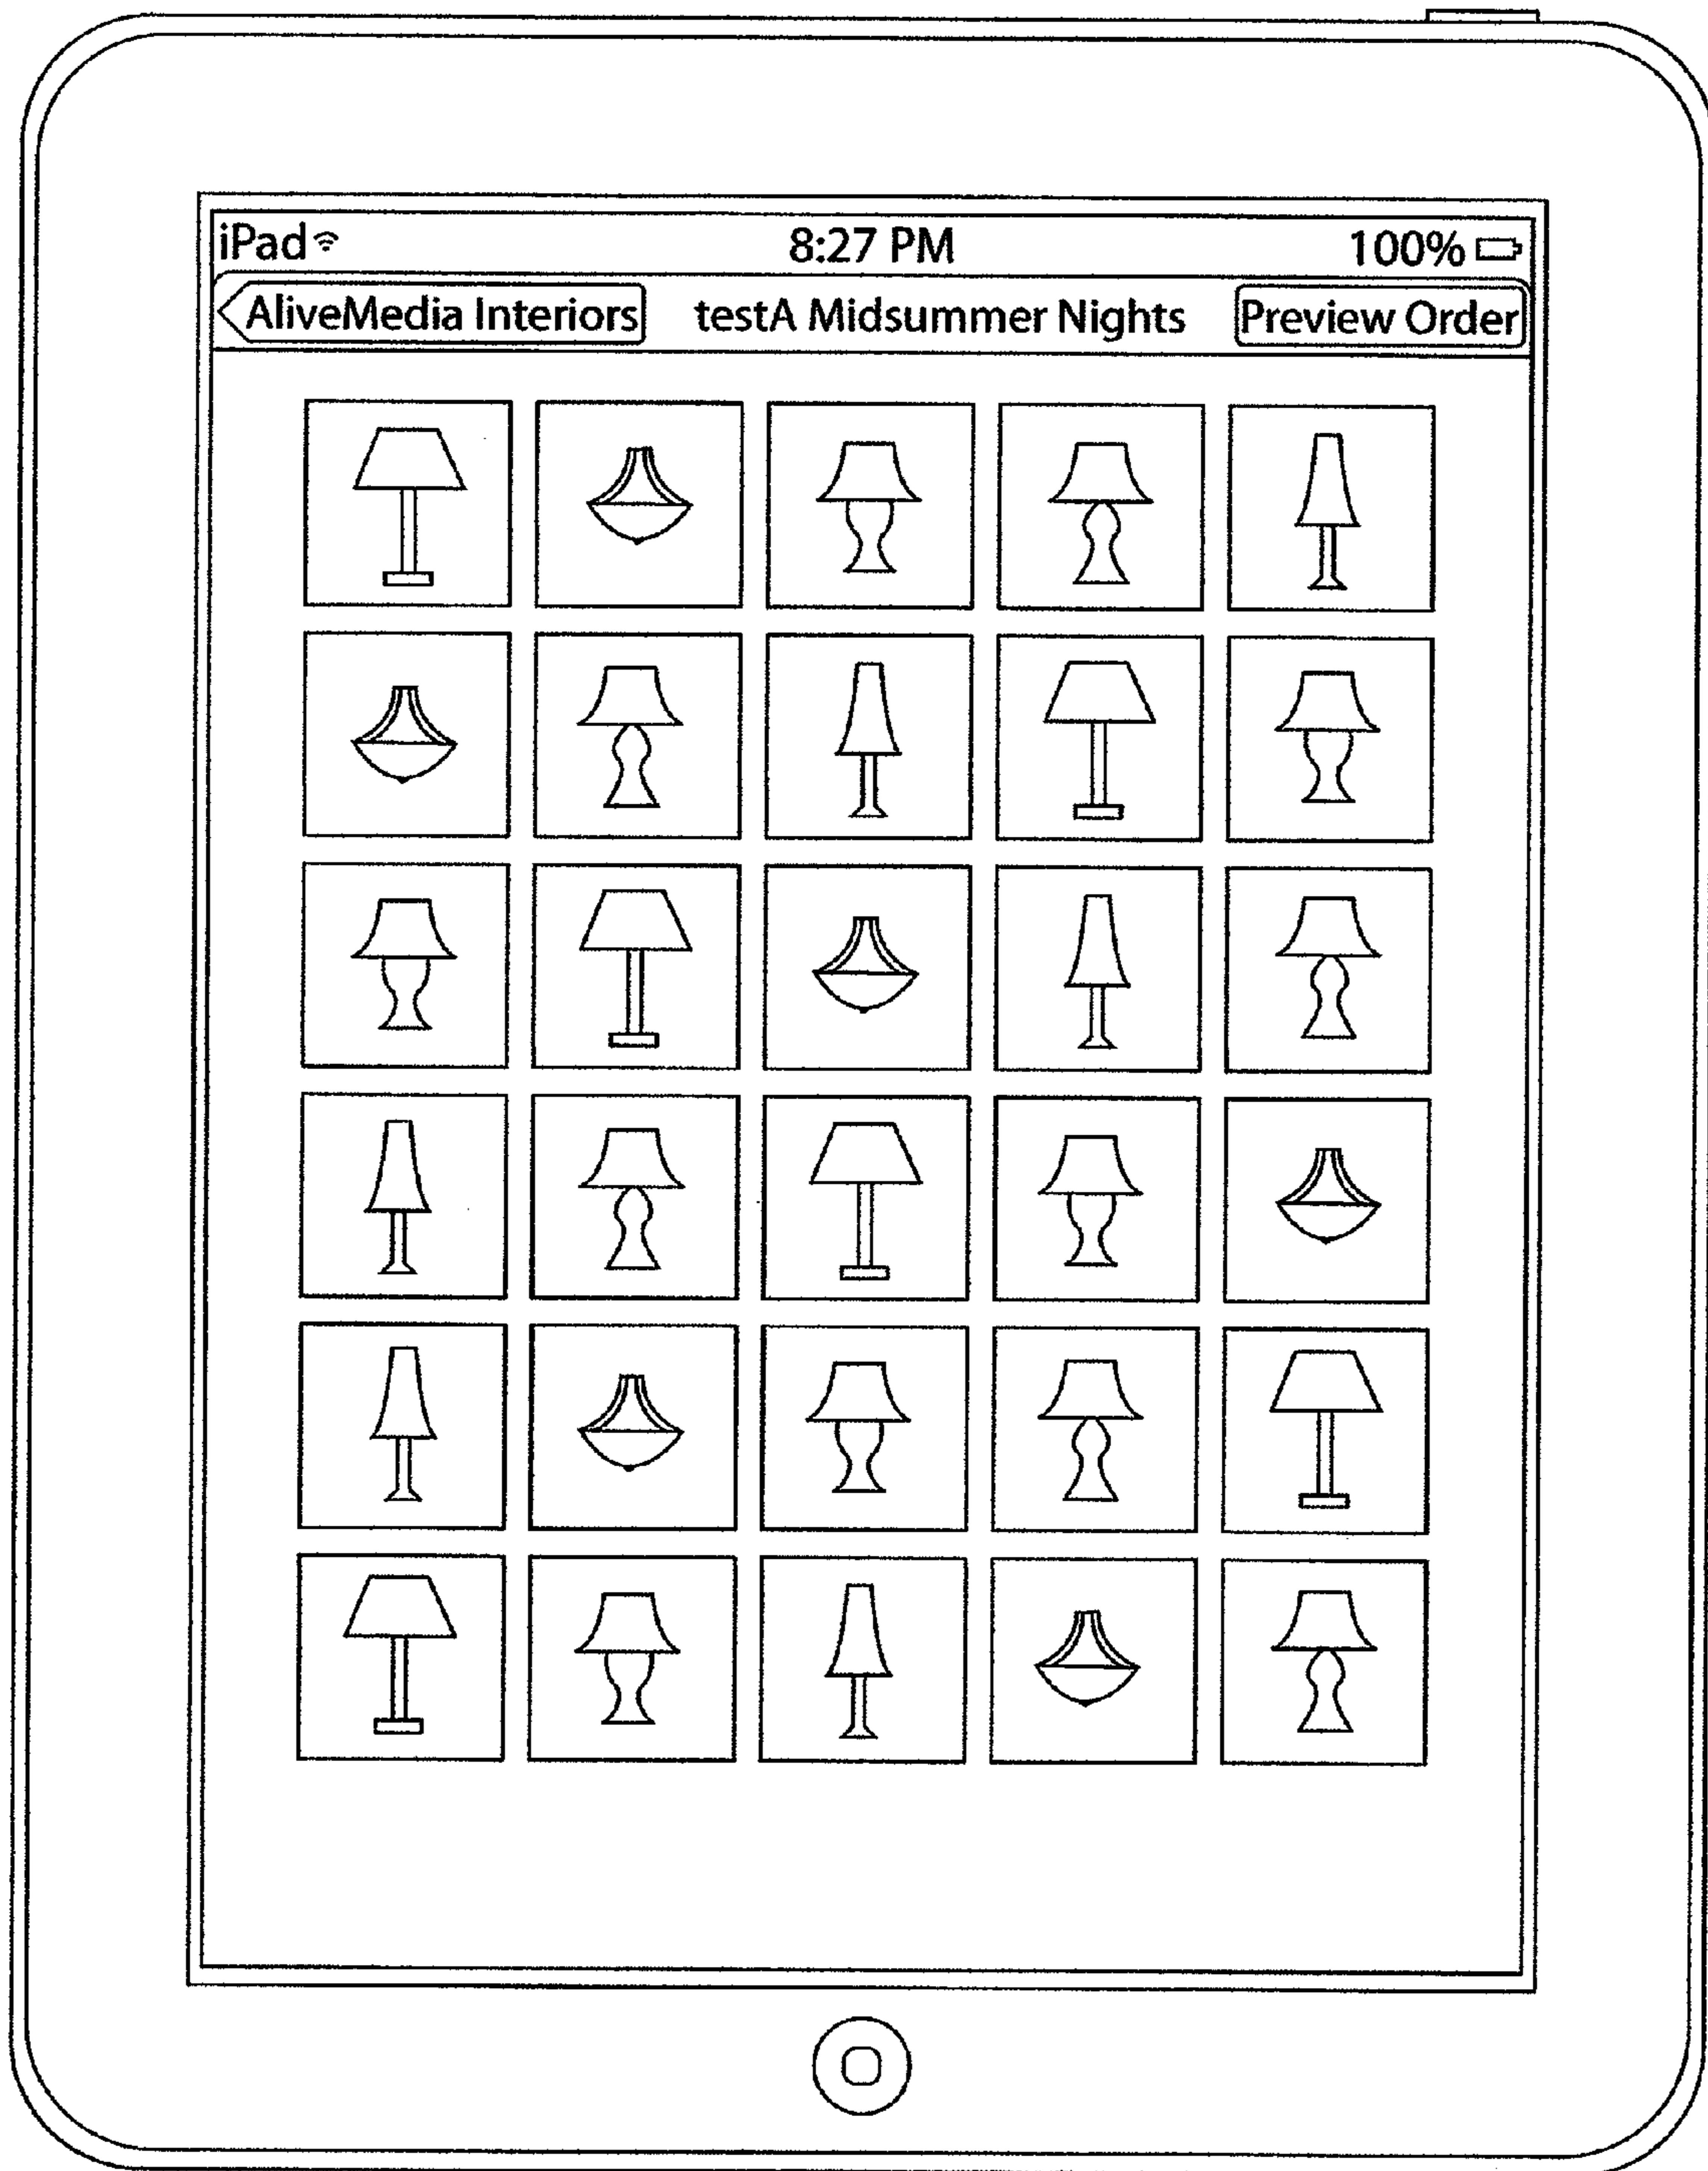 iPad 8:27 PM 100%
AliveMedia Interiors testA Midsummer Nights Preview Order